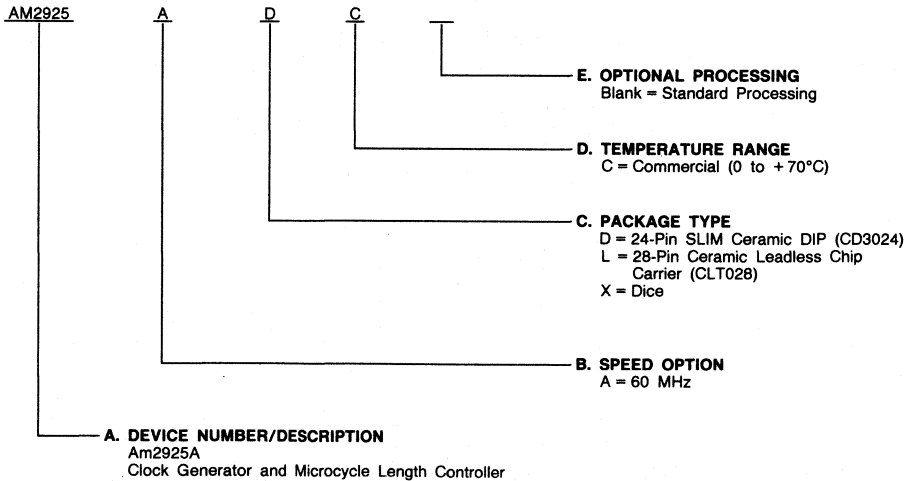 AM2925 A D C
E. OPTIONAL PROCESSING
Blank = Standard Processing
D. TEMPERATURE RANGE
C = Commercial (0 to +70°C)
C. PACKAGE TYPE
D = 24-Pin SLIM Ceramic DIP (CD3024)
L = 28-Pin Ceramic Leadless Chip
Carrier (CLT028)
X = Dice
B. SPEED OPTION
A = 60 MHz
A. DEVICE NUMBER/DESCRIPTION
Am2925A
Clock Generator and Microcycle Length Controller